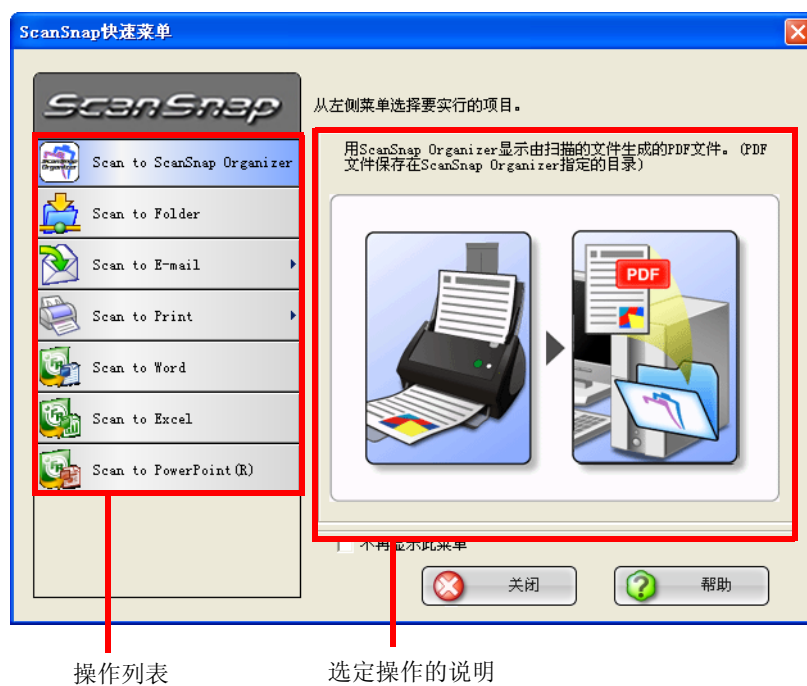 ScanSnap快速菜单
ScanSnap
从左侧菜单选择要实行的项目。
Scan to ScanSnap Organizer
Scan to Folder
Scan to E-mail
Scan to Print
Scan to Word
Scan to Excel
Scan to PowerPoint(R)
用ScanSnap Organizer显示由扫描的文件生成的PDF文件。(PDF
文件保存在ScanSnap Organizer指定的目录)
PDF
不再显示此菜单
关闭
帮助
操作列表
选定操作的说明